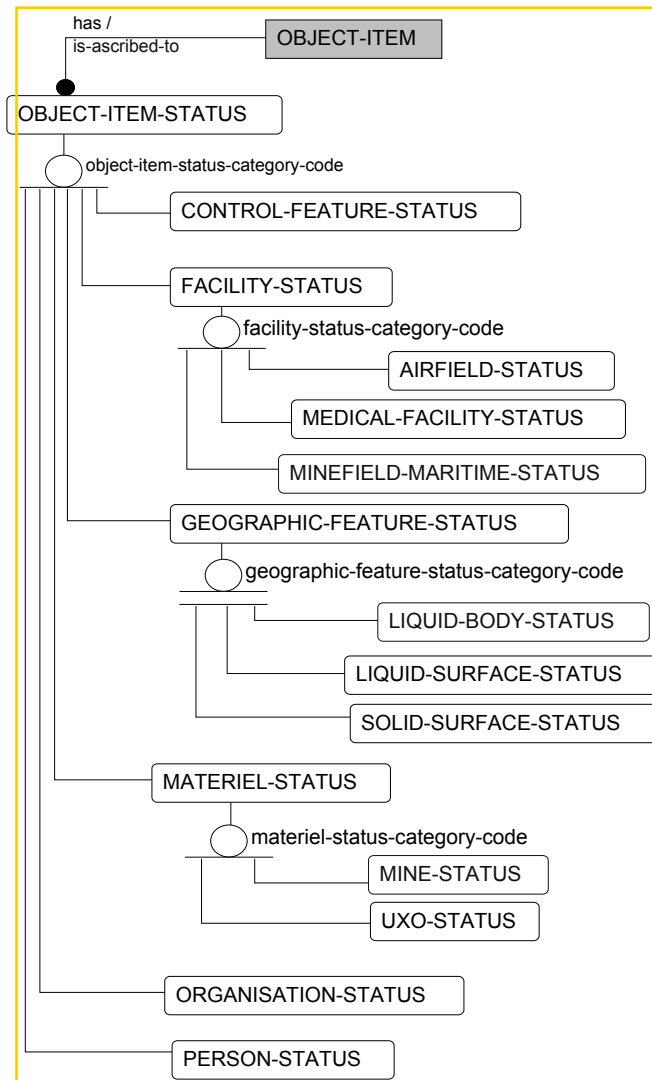 has /
is-ascribed-to
OBJECT-ITEM
OBJECT-ITEM-STATUS
object-item-status-category-code
CONTROL-FEATURE-STATUS
FACILITY-STATUS
facility-status-category-code
AIRFIELD-STATUS
MEDICAL-FACILITY-STATUS
MINEFIELD-MARITIME-STATUS
GEOGRAPHIC-FEATURE-STATUS
geographic-feature-status-category-code
LIQUID-BODY-STATUS
LIQUID-SURFACE-STATUS
SOLID-SURFACE-STATUS
MATERIEL-STATUS
materiel-status-category-code
MINE-STATUS
UXO-STATUS
ORGANISATION-STATUS
PERSON-STATUS